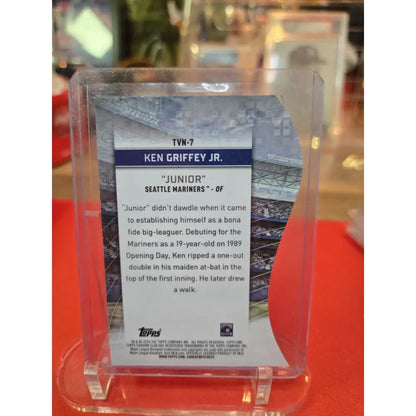 TVN-7
KEN GRIFFEY JR.
"JUNIOR"
SEATTLE MARINERS™ - OF
"Junior" didn't dawdle when it came
to establishing himself as a bona
fide big-leaguer. Debuting for the
Mariners as a 19-year-old on 1989
Opening Day, Ken ripped a one-out
double in his maiden at-bat in the
top of the first inning. He later drew
a walk.
Topps